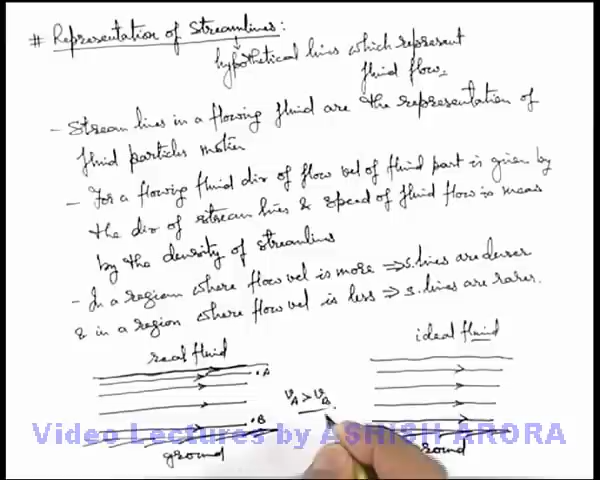 # Representation of Streamlines :
hypothetical lines which represent
fluid flow.
- Stream lines in a flowing fluid are the representation of
fluid particles motion
- For a flowing fluid dir of flow vel of fluid part is given by
the dir of stream lines & speed of fluid flow is meas
by the density of streamlines
- In a region where flow vel is more ⇒ s.lines are denser
& in a region where flow vel is less ⇒ s.lines are rarer.
real fluid
ideal fluid
A
v_A > v_B
B
Video Lectures by ASHISH ARORA
ground
round